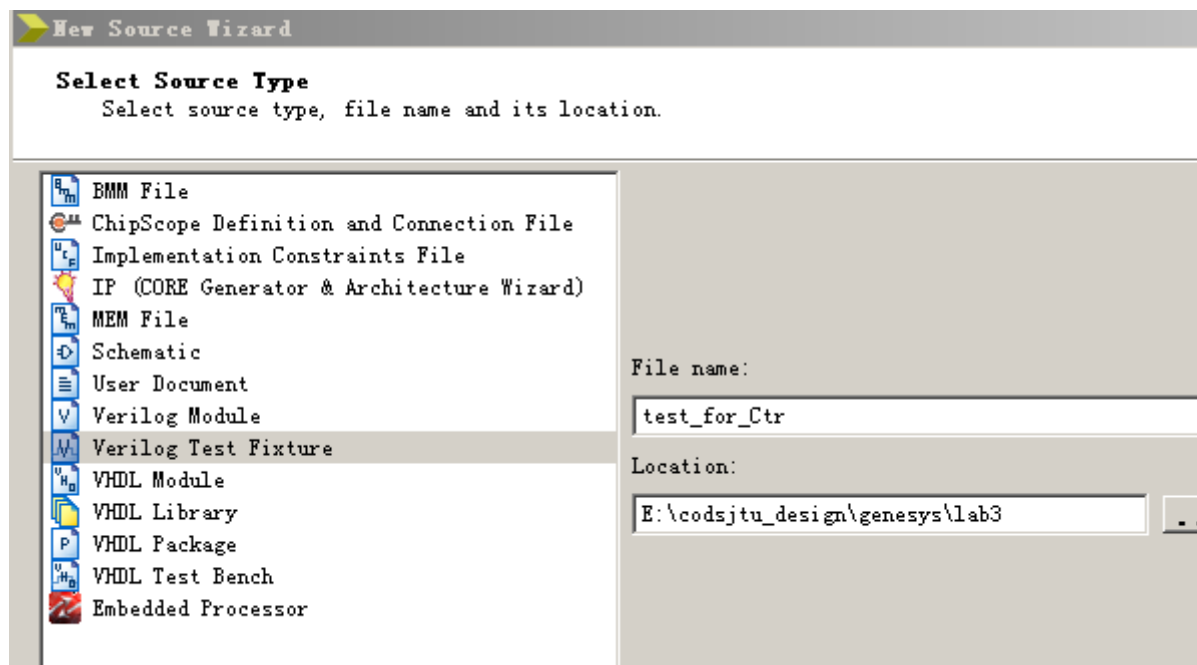 New Source Wizard
Select Source Type
Select source type, file name and its location.
BMM File
ChipScope Definition and Connection File
Implementation Constraints File
IP (CORE Generator & Architecture Wizard)
MEM File
Schematic
User Document
Verilog Module
Verilog Test Fixture
VHDL Module
VHDL Library
VHDL Package
VHDL Test Bench
Embedded Processor
File name:
test_for_Ctr
Location:
E:\codsjtu_design\genesys\lab3